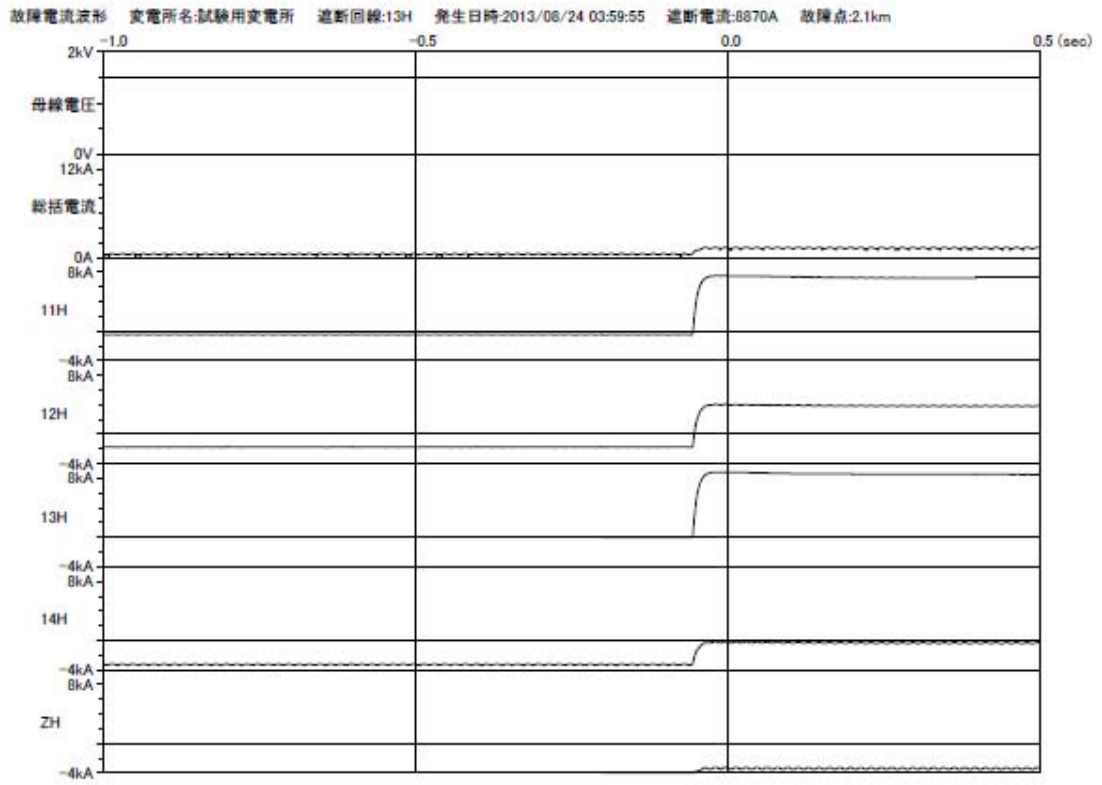 故障電流波形 変電所名:試験用変電所 遮断回線:13H 発生日時:2013/08/24 03:59:55 遮断電流:8870A 故障点:2.1km
-1.0 -0.5 0.0 0.5 (sec)
2kV
母線電圧
0V
12kA
総括電流
0A
8kA
11H
-4kA
8kA
12H
-4kA
8kA
13H
-4kA
8kA
14H
-4kA
8kA
ZH
-4kA